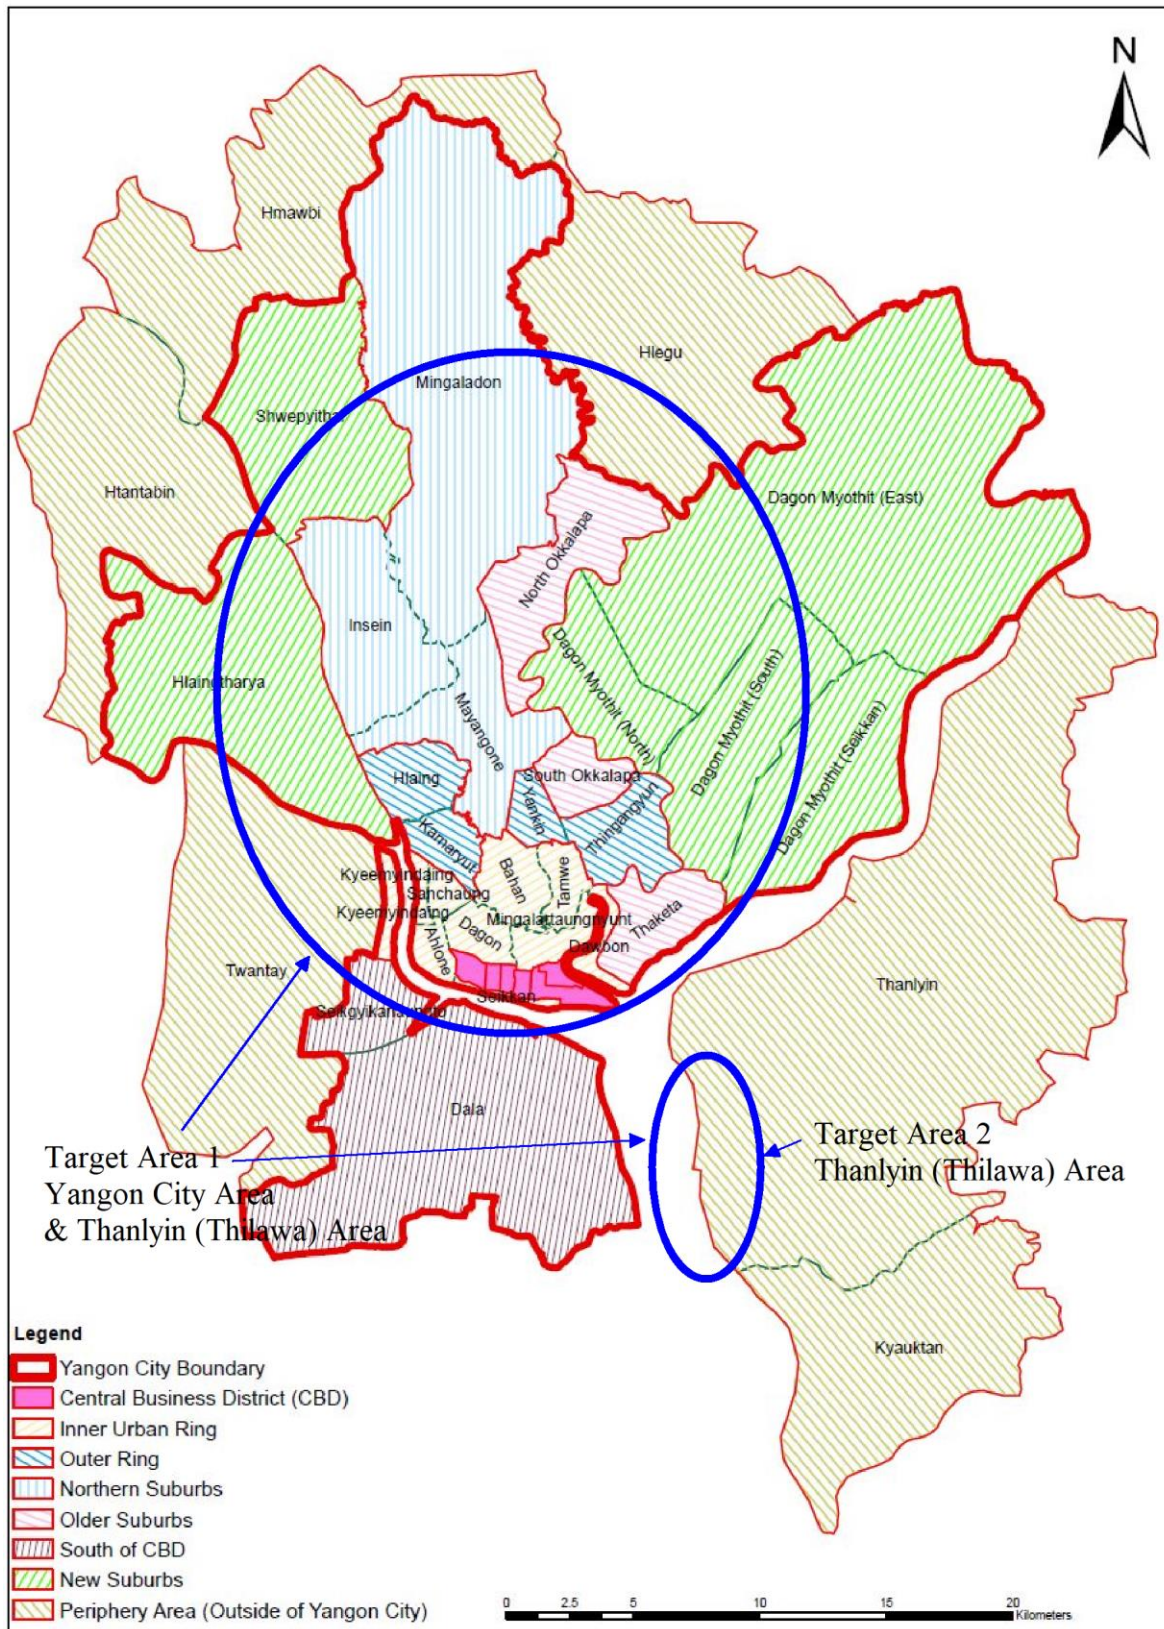 N
Hmawbi
Hlegu
Mingaladon
Shwepyitha
Htantabin
Dagon Myothit (East)
North Okkalapa
Insein
Dagon Myothit (North)
Dagon Myothit (South)
Hlaingtharya
Dagon Myothit (Seikkan)
Mayangone
Hlaing
South Okkalapa
Yankin
Thingangyun
Kamaryut
Bahan
Tamwe
Kyeemyindaing
Sanchaung
Kyeemyindaing
Mingalartaungnyunt
Thaketa
Dagon
Ahlone
Dawbon
Twantay
Thanlyin
Seikkan
Dala
Target Area 1
Yangon City Area
& Thanlyin (Thilawa) Area
Target Area 2
Thanlyin (Thilawa) Area
Kyauktan
Legend
Yangon City Boundary
Central Business District (CBD)
Inner Urban Ring
Outer Ring
Northern Suburbs
Older Suburbs
South of CBD
New Suburbs
Periphery Area (Outside of Yangon City)
0 2.5 5 10 15 20
Kilometers